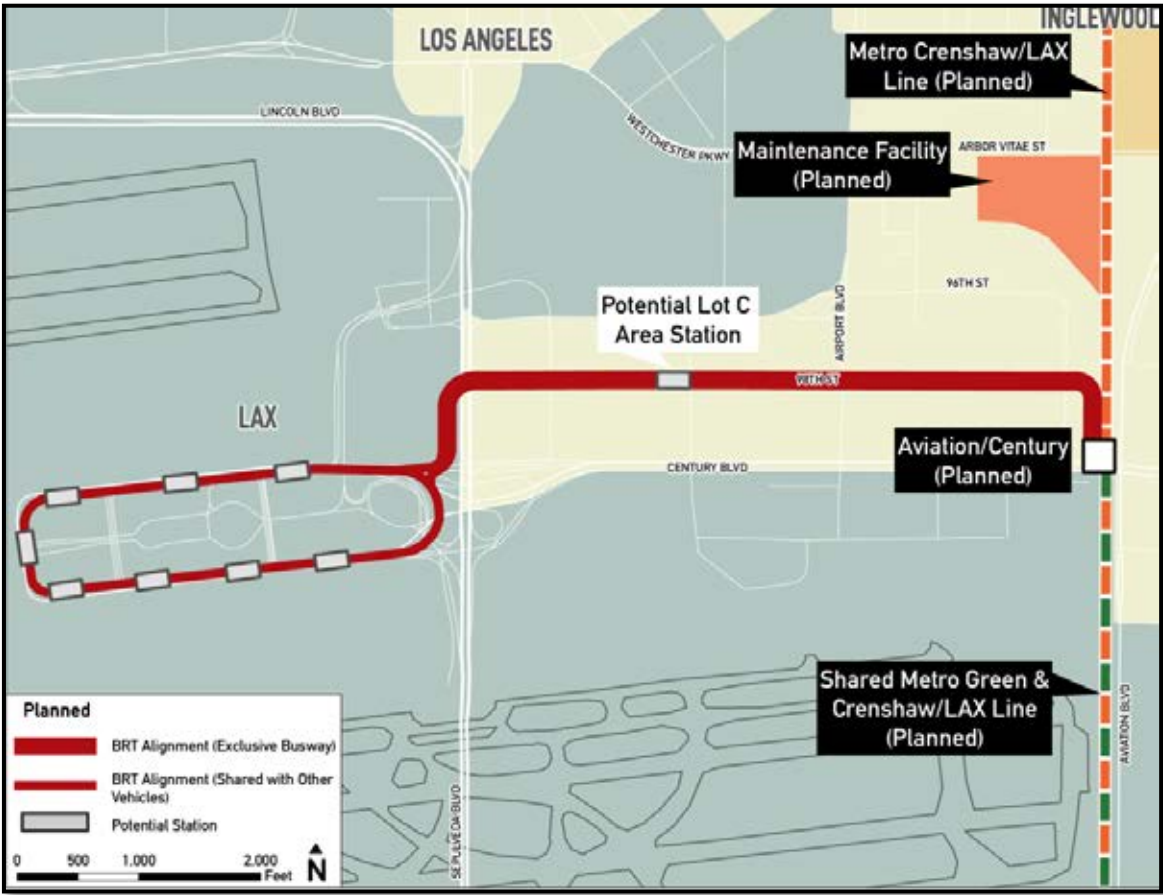 INGLEWOOD
LOS ANGELES
Metro Crenshaw/LAX
Line (Planned)
LINCOLN BLVD
WESTCHESTER PKWY
Maintenance Facility
(Planned)
ARBOR VITAE ST
96TH ST
Potential Lot C
Area Station
AIRPORT BLVD
98TH ST
LAX
Aviation/Century
(Planned)
CENTURY BLVD
Shared Metro Green &
Crenshaw/LAX Line
(Planned)
AVIATION BLVD
SEPULVEDA BLVD
Planned
BRT Alignment (Exclusive Busway)
BRT Alignment (Shared with Other
Vehicles)
Potential Station
0 500 1,000 2,000
Feet
N